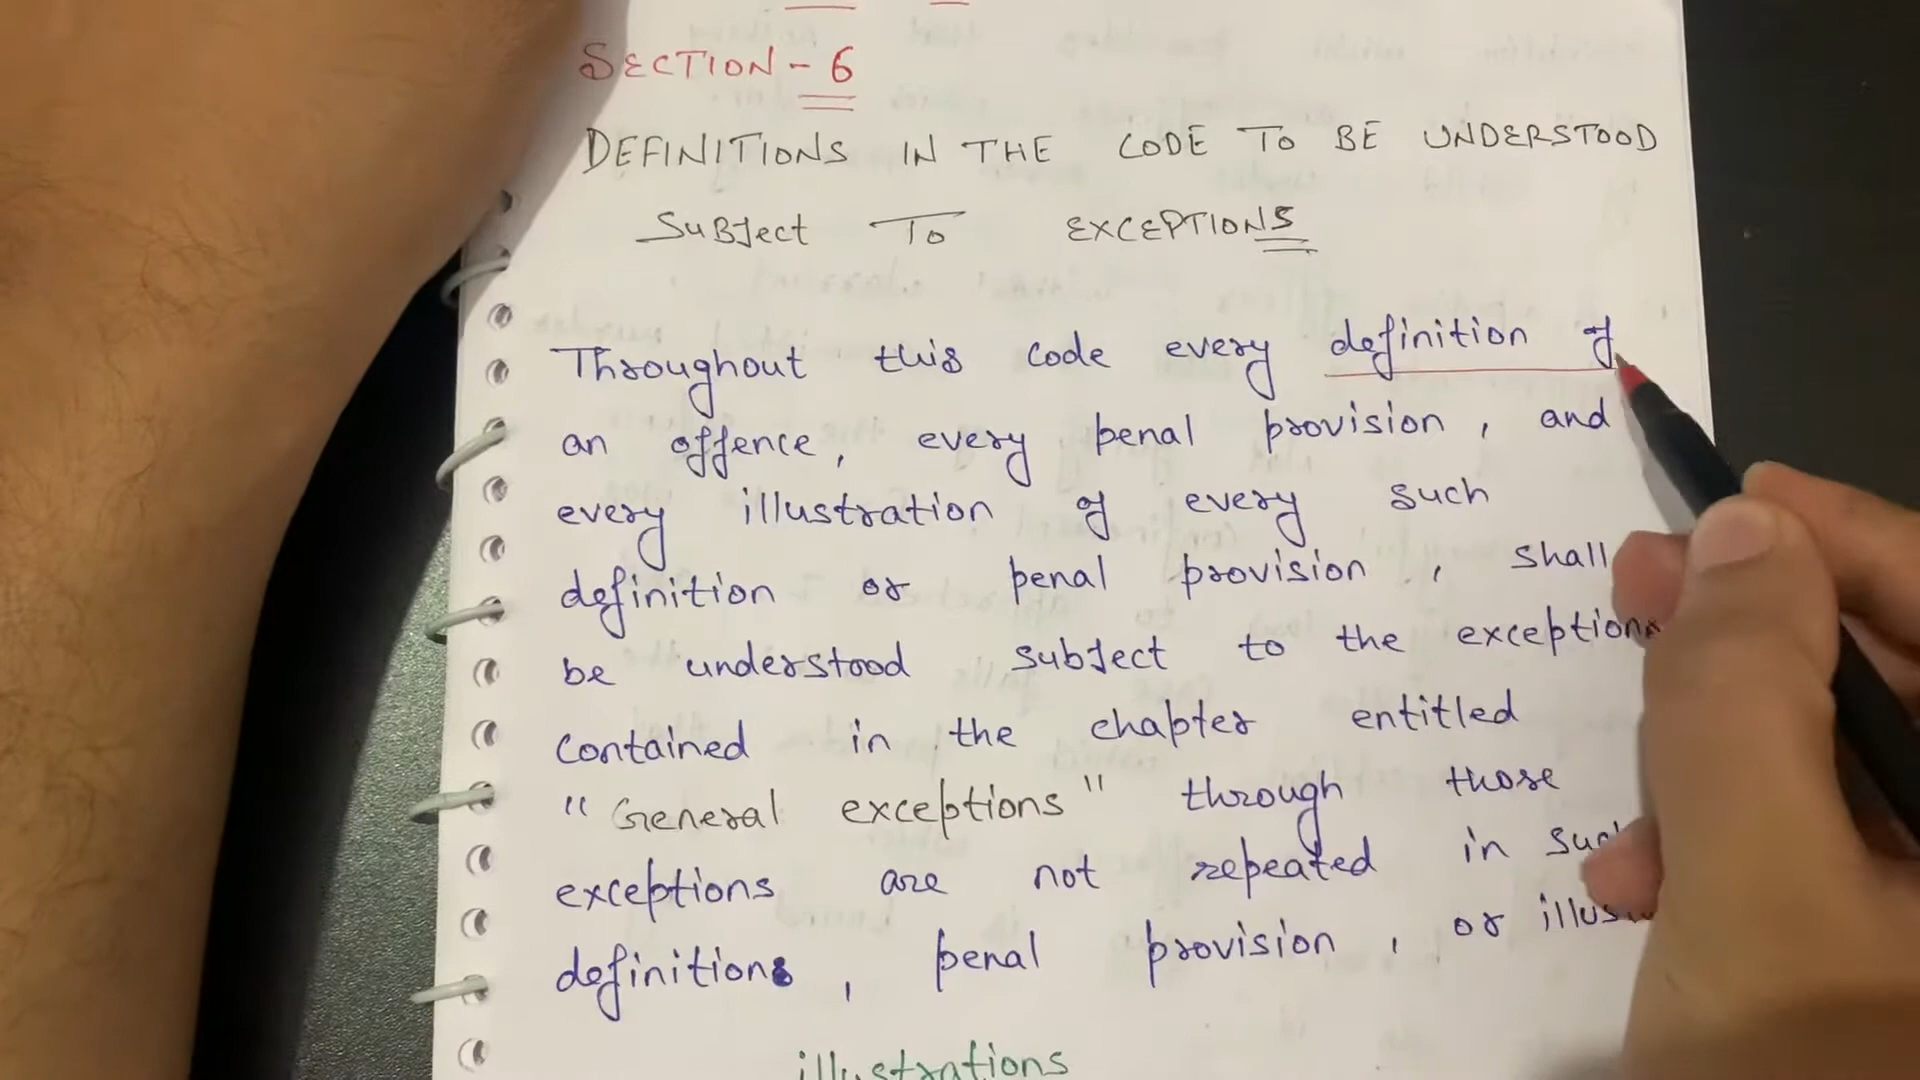 SECTION - 6
DEFINITIONS IN THE CODE TO BE UNDERSTOOD
SUBJECT TO EXCEPTIONS
Throughout this code every definition of
an offence, every penal provision, and
every illustration of every such
definition or penal provision, shall
be understood subject to the exceptions
contained in the chapter entitled
"General exceptions" through those
exceptions are not repeated in such
definitions, penal provision, or
illustrations